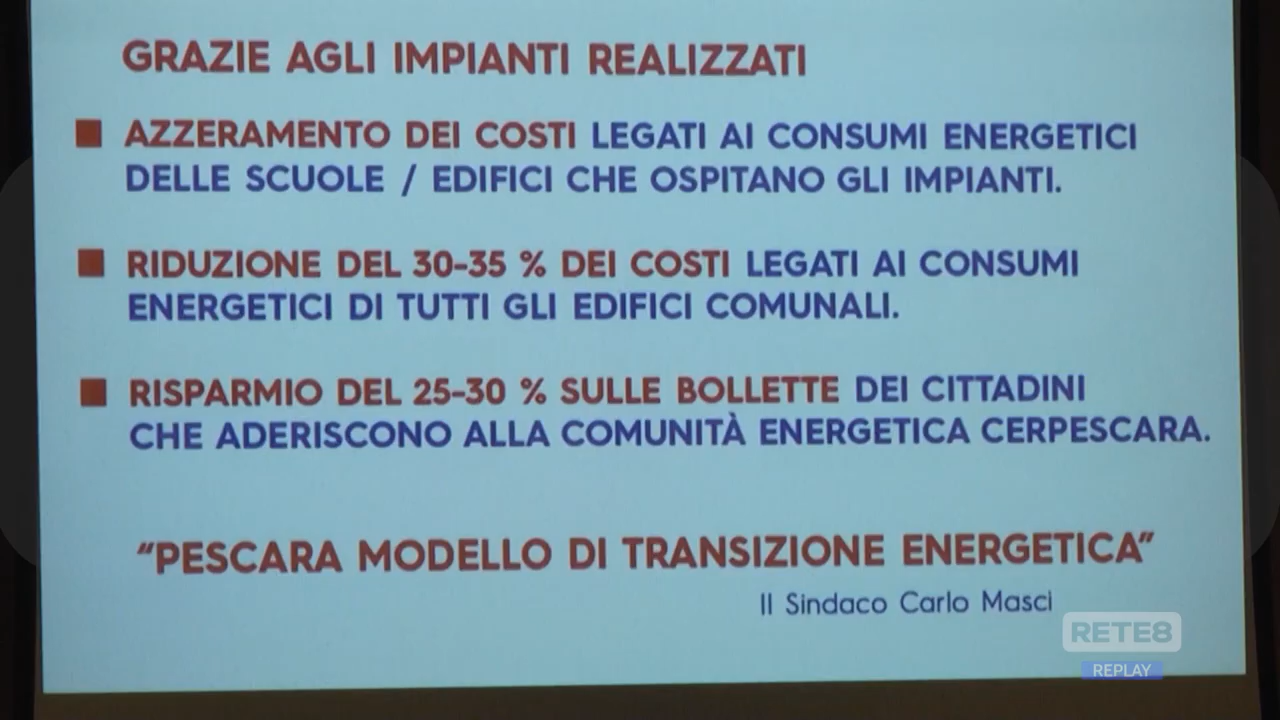 GRAZIE AGLI IMPIANTI REALIZZATI
AZZERAMENTO DEI COSTI LEGATI AI CONSUMI ENERGETICI
DELLE SCUOLE / EDIFICI CHE OSPITANO GLI IMPIANTI.
RIDUZIONE DEL 30-35 % DEI COSTI LEGATI AI CONSUMI
ENERGETICI DI TUTTI GLI EDIFICI COMUNALI.
RISPARMIO DEL 25-30 % SULLE BOLLETTE DEI CITTADINI
CHE ADERISCONO ALLA COMUNITÀ ENERGETICA CERPESCARA.
“PESCARA MODELLO DI TRANSIZIONE ENERGETICA”
Il Sindaco Carlo Masci
RETE8
REPLAY